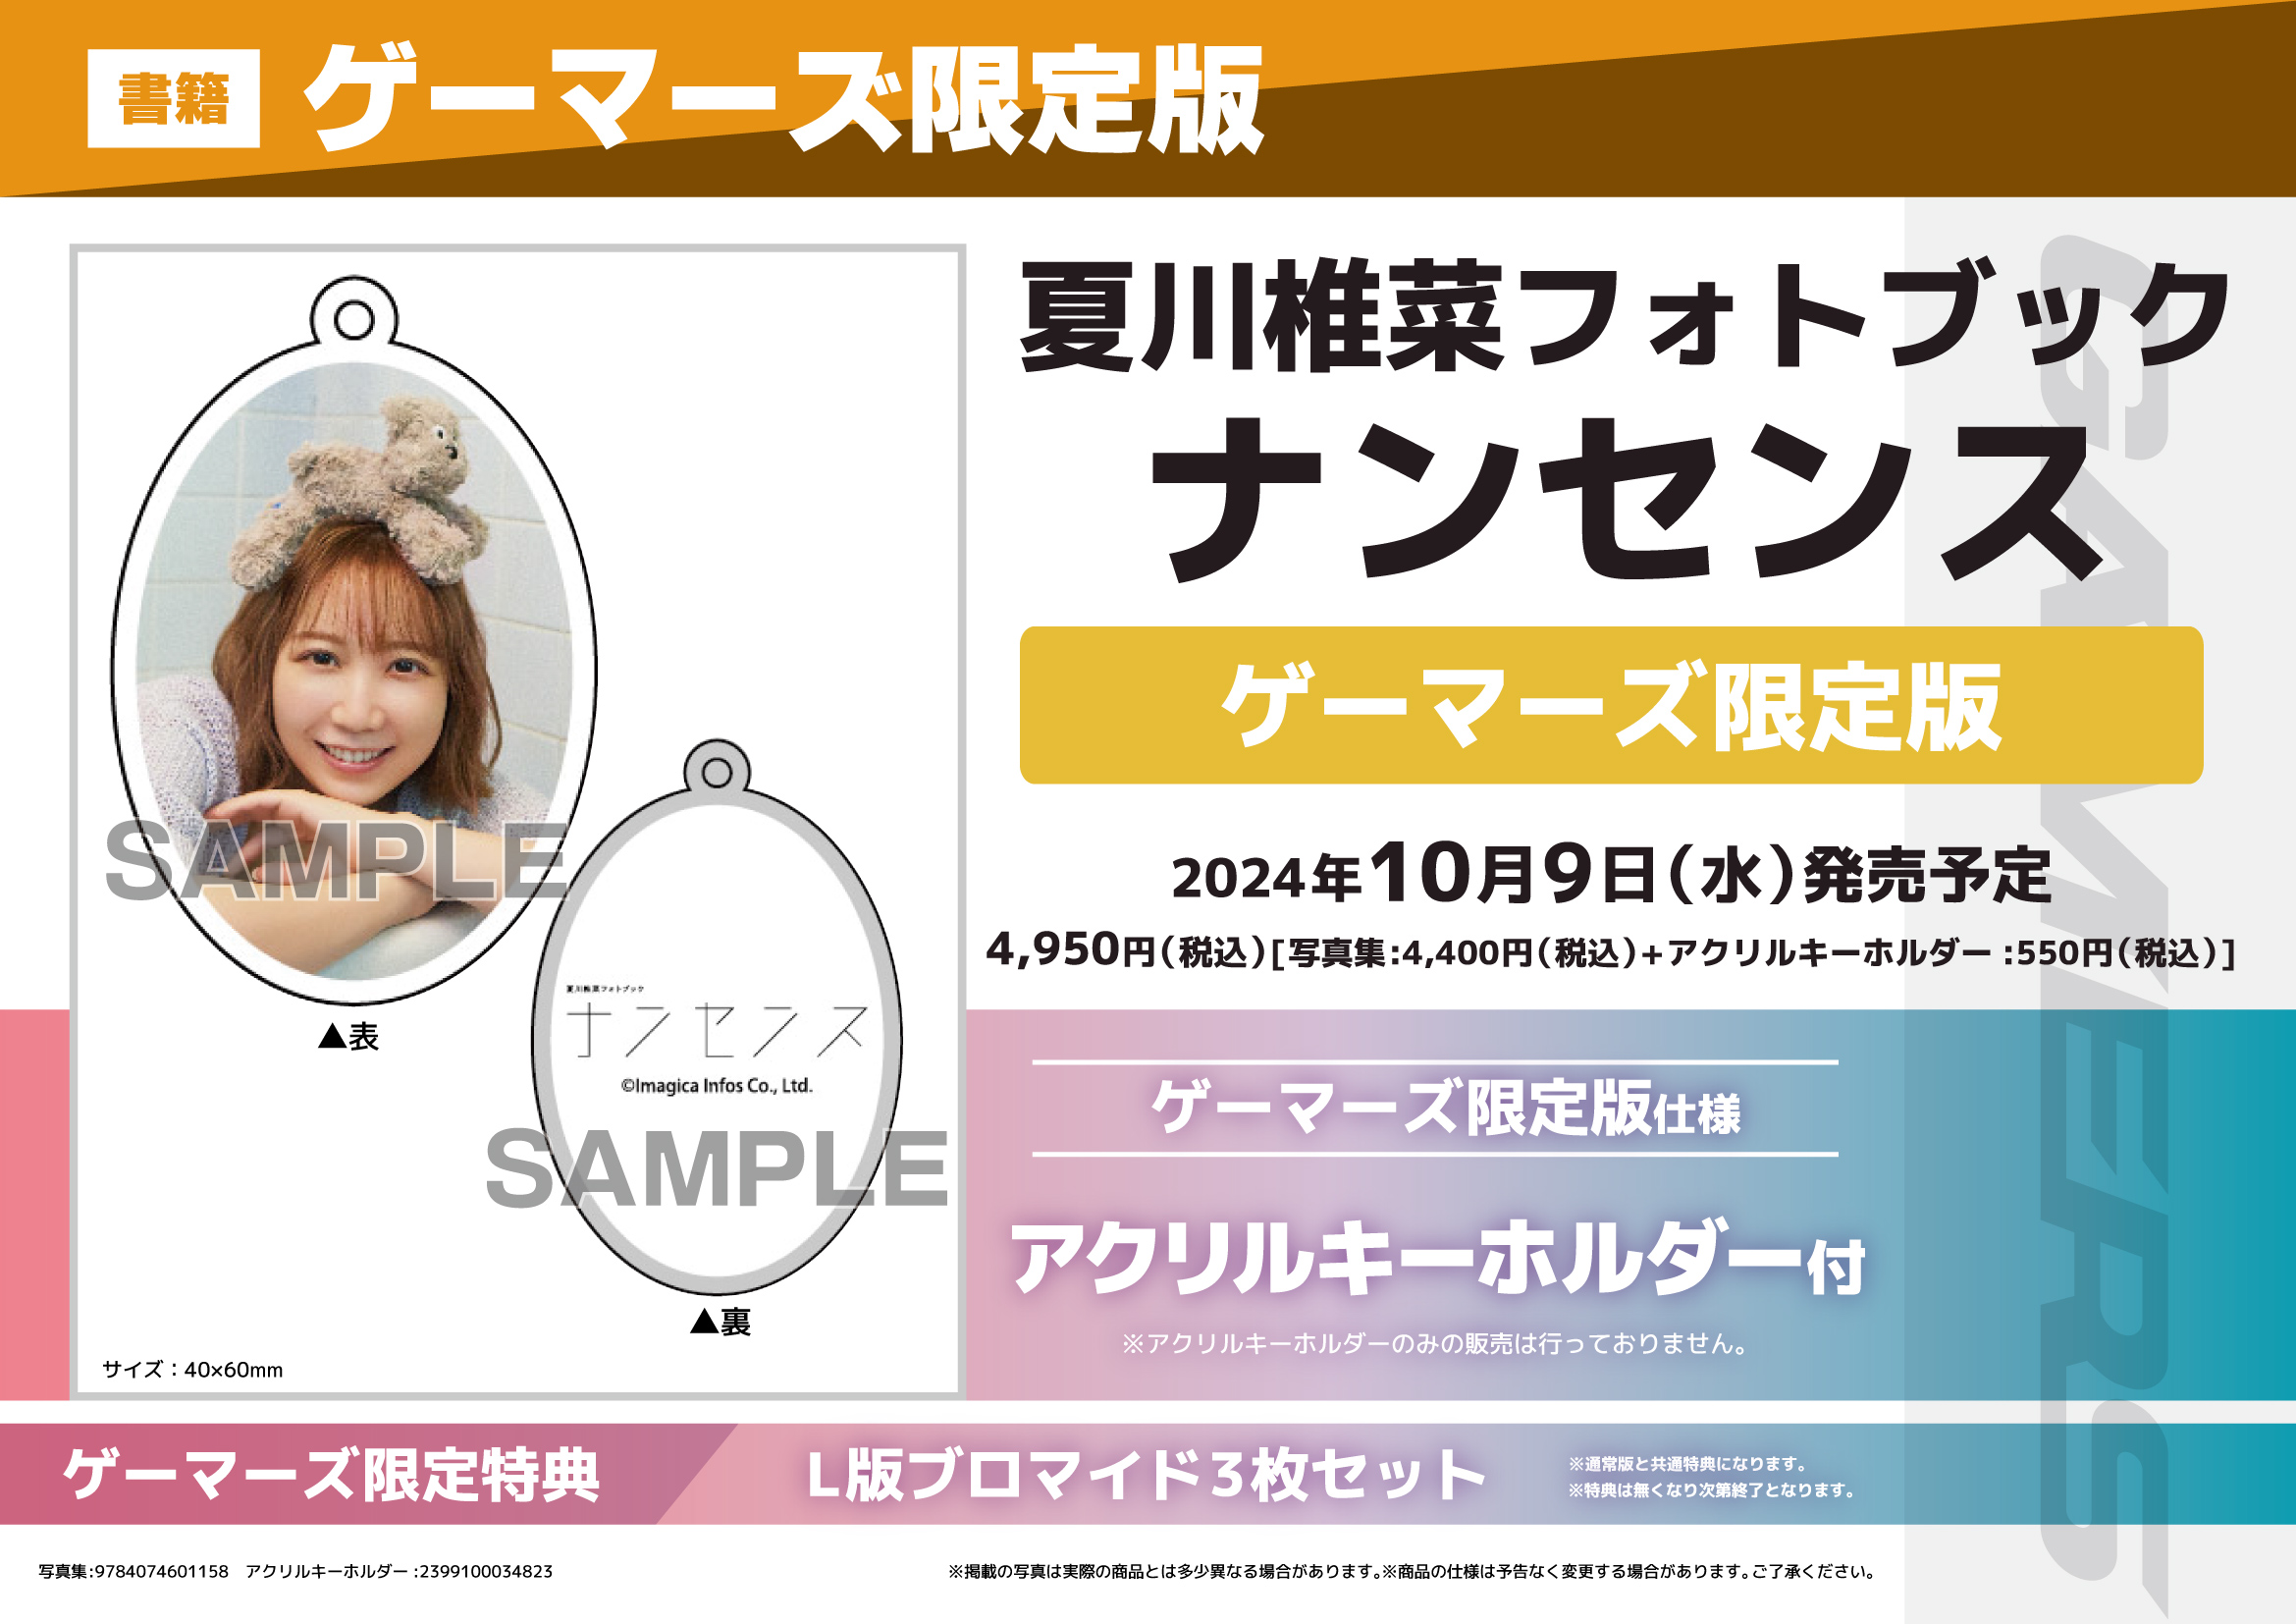 書籍 ゲーマーズ限定版
夏川椎菜フォトブック
ナンセンス
ゲーマーズ限定版
2024年10月9日(水)発売予定
4,950円(税込)[写真集:4,400円(税込)+アクリルキーホルダー:550円(税込)]
SAMPLE
▲表
夏川椎菜フォトブック
ナンセンス
©Imagica Infos Co., Ltd.
SAMPLE
▲裏
サイズ:40×60mm
ゲーマーズ限定版仕様
アクリルキーホルダー付
※アクリルキーホルダーのみの販売は行っておりません。
GAMERS
ゲーマーズ限定特典
L版ブロマイド3枚セット
※通常版と共通特典になります。
※特典は無くなり次第終了となります。
写真集:9784074601158 アクリルキーホルダー:2399100034823
※掲載の写真は実際の商品とは多少異なる場合があります。※商品の仕様は予告なく変更する場合があります。ご了承ください。